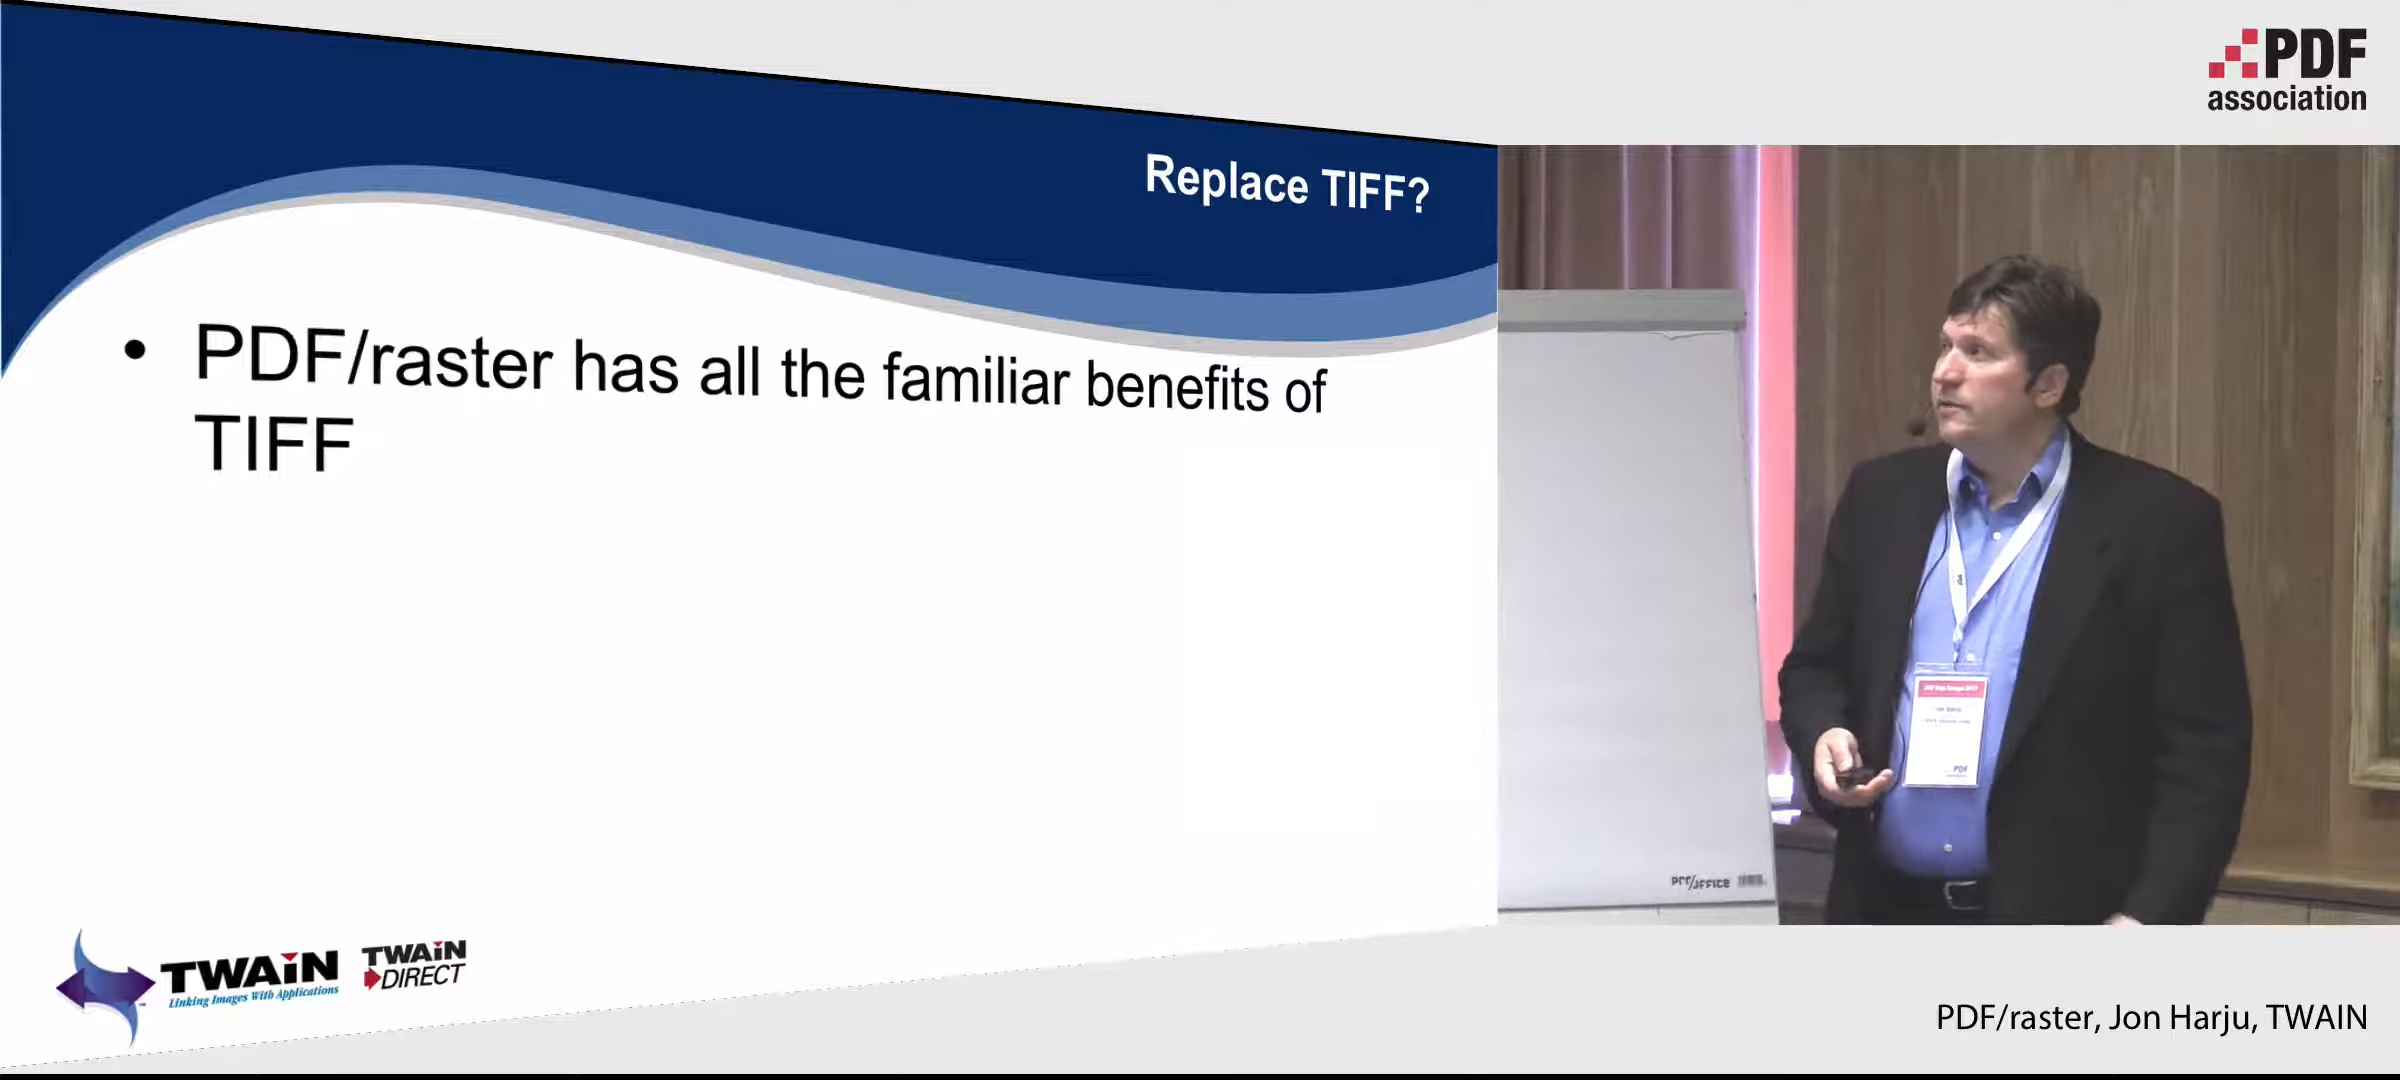 PDF
association
Replace TIFF?
• PDF/raster has all the familiar benefits of
TIFF
TWAIN
Linking Images With Applications
TWAIN
DIRECT
PDF
PDF/raster, Jon Harju, TWAIN